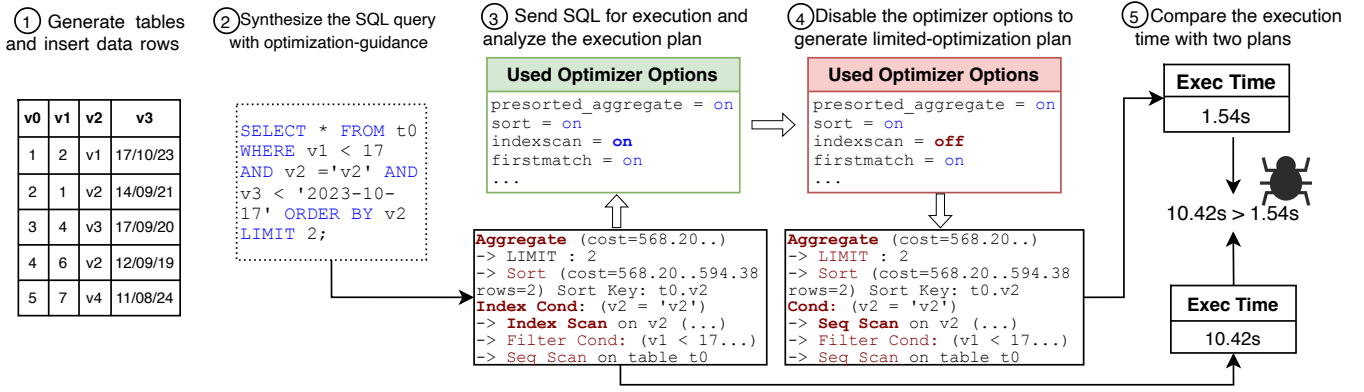 1 Generate tables
and insert data rows
v0 v1 v2 v3
1 2 v1 17/10/23
2 1 v2 14/09/21
3 4 v3 17/09/20
4 6 v2 12/09/19
5 7 v4 11/08/24
2 Synthesize the SQL query
with optimization-guidance
SELECT * FROM t0
WHERE v1 < 17
AND v2 ='v2' AND
v3 < '2023-10-
17' ORDER BY v2
LIMIT 2;
3 Send SQL for execution and
analyze the execution plan
Used Optimizer Options
presorted_aggregate = on
sort = on
indexscan = on
firstmatch = on
...
Aggregate (cost=568.20..)
-> LIMIT : 2
-> Sort (cost=568.20..594.38
rows=2) Sort Key: t0.v2
Index Cond: (v2 = 'v2')
-> Index Scan on v2 (...)
-> Filter Cond: (v1 < 17...)
-> Seq Scan on table t0
4 Disable the optimizer options to
generate limited-optimization plan
Used Optimizer Options
presorted_aggregate = on
sort = on
indexscan = off
firstmatch = on
...
Aggregate (cost=568.20..)
-> LIMIT : 2
-> Sort (cost=568.20..594.38
rows=2) Sort Key: t0.v2
Cond: (v2 = 'v2')
-> Seq Scan on v2 (...)
-> Filter Cond: (v1 < 17...)
-> Seq Scan on table t0
5 Compare the execution
time with two plans
Exec Time
1.54s
10.42s > 1.54s
Exec Time
10.42s